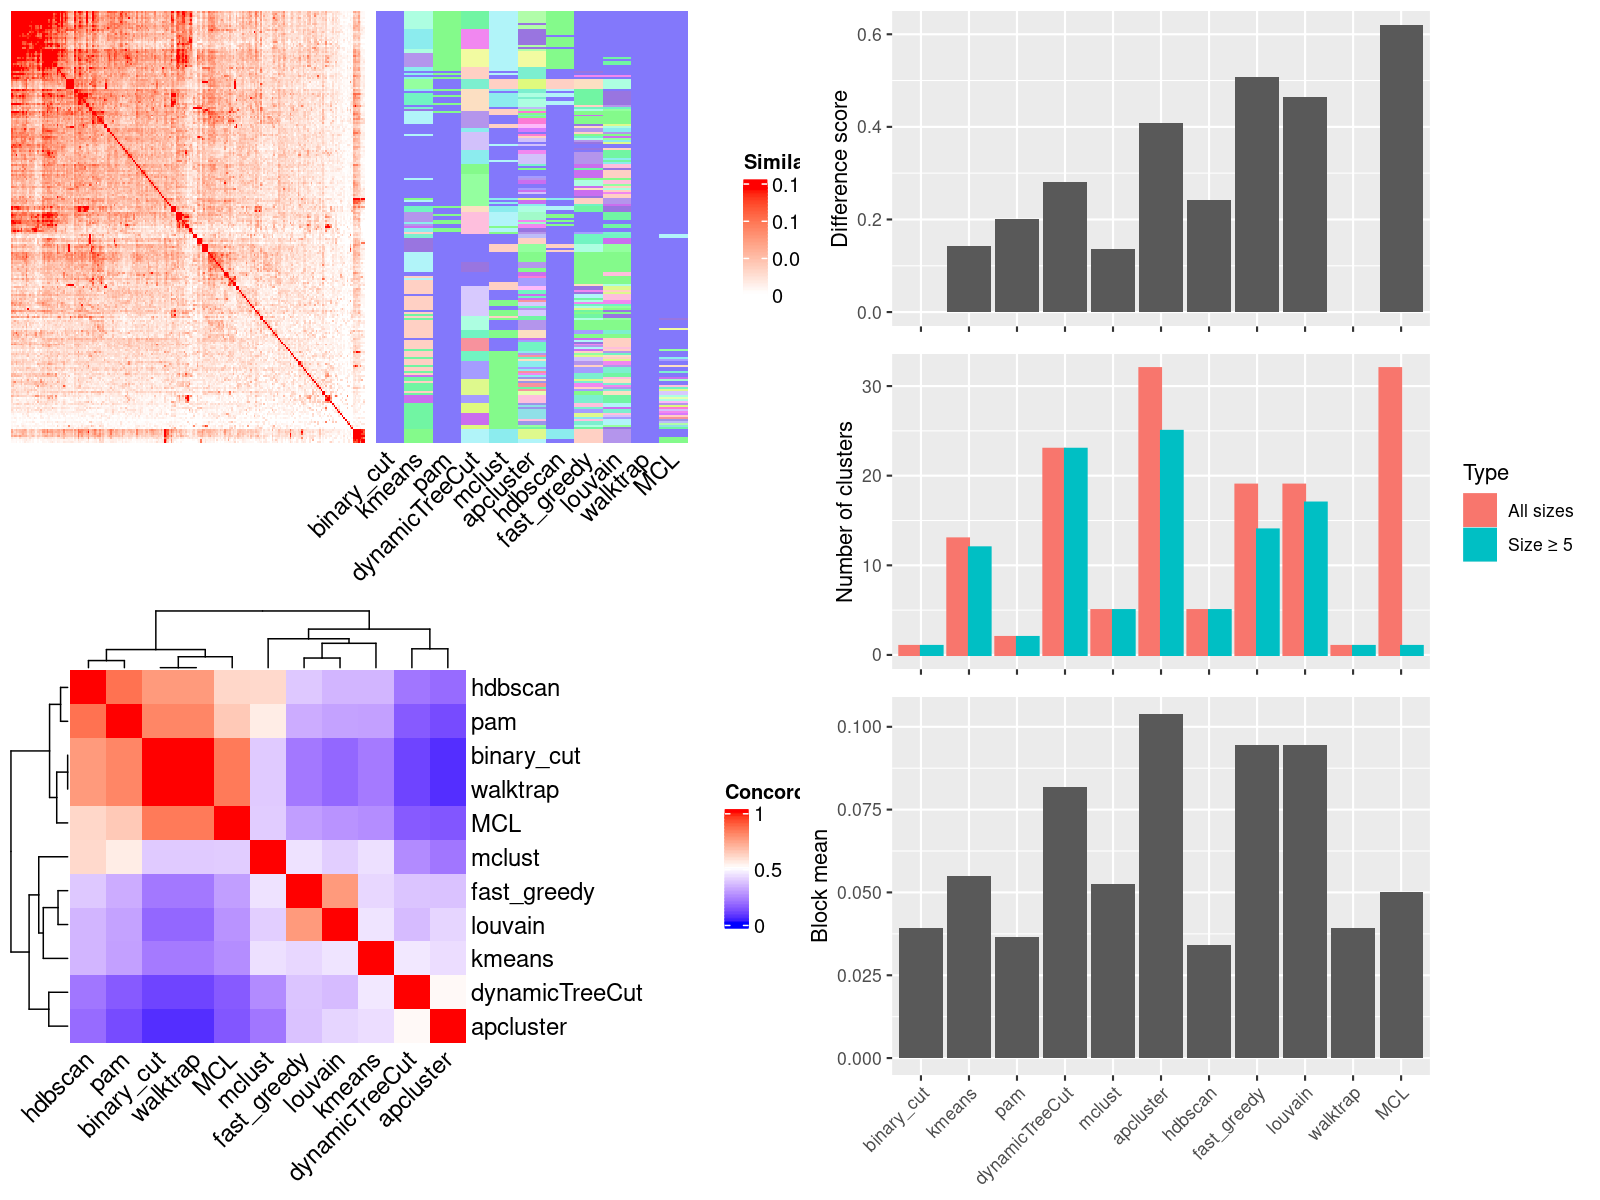 Simila
0.1
0.1
0.0
0
binary_cut
kmeans
pam
dynamicTreeCut
mclust
apcluster
hdbscan
fast_greedy
louvain
walktrap
MCL
hdbscan
pam
binary_cut
walktrap
MCL
mclust
fast_greedy
louvain
kmeans
dynamicTreeCut
apcluster
hdbscan
pam
binary_cut
walktrap
MCL
mclust
fast_greedy
louvain
kmeans
dynamicTreeCut
apcluster
Concord
1
0.5
0
Difference score
0.6
0.4
0.2
0.0
Number of clusters
30
20
10
0
Type
All sizes
Size ≥ 5
Block mean
0.100
0.075
0.050
0.025
0.000
binary_cut
kmeans
pam
dynamicTreeCut
mclust
apcluster
hdbscan
fast_greedy
louvain
walktrap
MCL